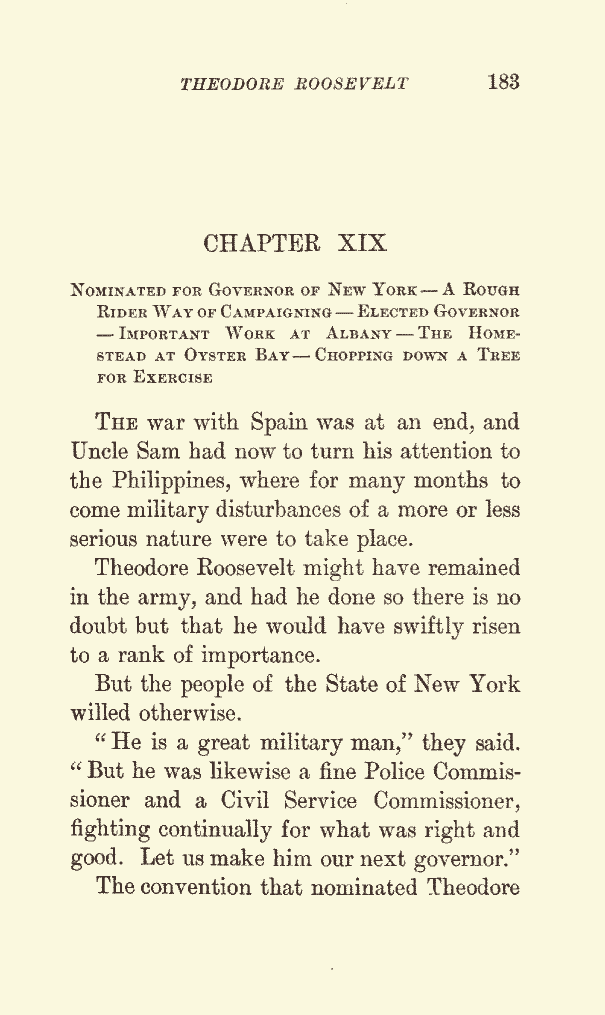 THEODORE ROOSEVELT 183
CHAPTER XIX
NOMINATED FOR GOVERNOR OF NEW YORK—A ROUGH
RIDER WAY OF CAMPAIGNING—ELECTED GOVERNOR
—IMPORTANT WORK AT ALBANY—THE HOME-
STEAD AT OYSTER BAY—CHOPPING DOWN A TREE
FOR EXERCISE
THE war with Spain was at an end, and
Uncle Sam had now to turn his attention to
the Philippines, where for many months to
come military disturbances of a more or less
serious nature were to take place.
Theodore Roosevelt might have remained
in the army, and had he done so there is no
doubt but that he would have swiftly risen
to a rank of importance.
But the people of the State of New York
willed otherwise.
“He is a great military man,” they said.
“But he was likewise a fine Police Commis-
sioner and a Civil Service Commissioner,
fighting continually for what was right and
good. Let us make him our next governor.”
The convention that nominated Theodore